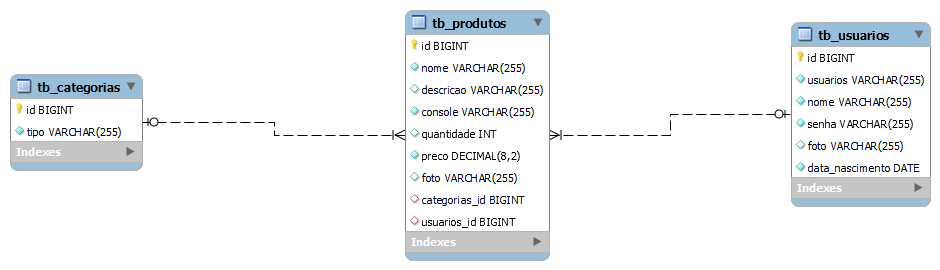 tb_categorias
id BIGINT
tipo VARCHAR(255)
Indexes
tb_produtos
id BIGINT
nome VARCHAR(255)
descricao VARCHAR(255)
console VARCHAR(255)
quantidade INT
preco DECIMAL(8,2)
foto VARCHAR(255)
categorias_id BIGINT
usuarios_id BIGINT
Indexes
tb_usuarios
id BIGINT
usuarios VARCHAR(255)
nome VARCHAR(255)
senha VARCHAR(255)
foto VARCHAR(255)
data_nascimento DATE
Indexes